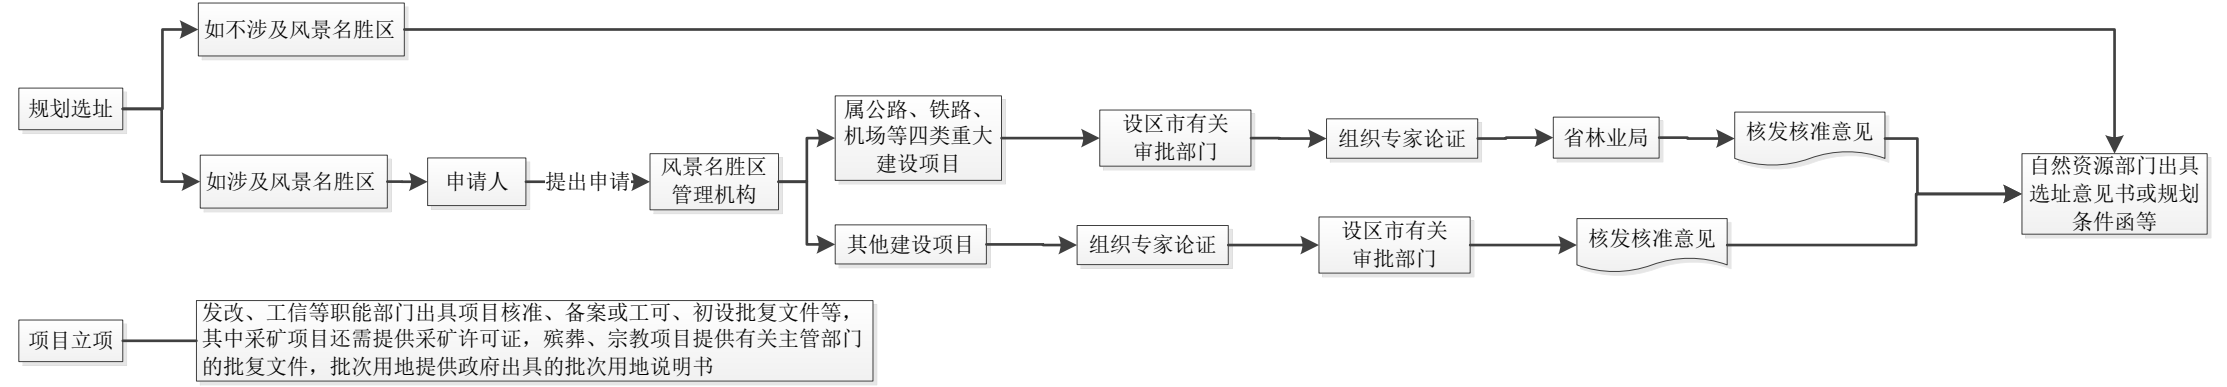 如不涉及风景名胜区
规划选址
如涉及风景名胜区
申请人
提出申请
风景名胜区
管理机构
属公路、铁路、
机场等四类重大
建设项目
设区市有关
审批部门
组织专家论证
省林业局
核发核准意见
其他建设项目
组织专家论证
设区市有关
审批部门
核发核准意见
自然资源部门出具
选址意见书或规划
条件函等
项目立项
发改、工信等职能部门出具项目核准、备案或工可、初设批复文件等，
其中采矿项目还需提供采矿许可证，殡葬、宗教项目提供有关主管部门
的批复文件，批次用地提供政府出具的批次用地说明书